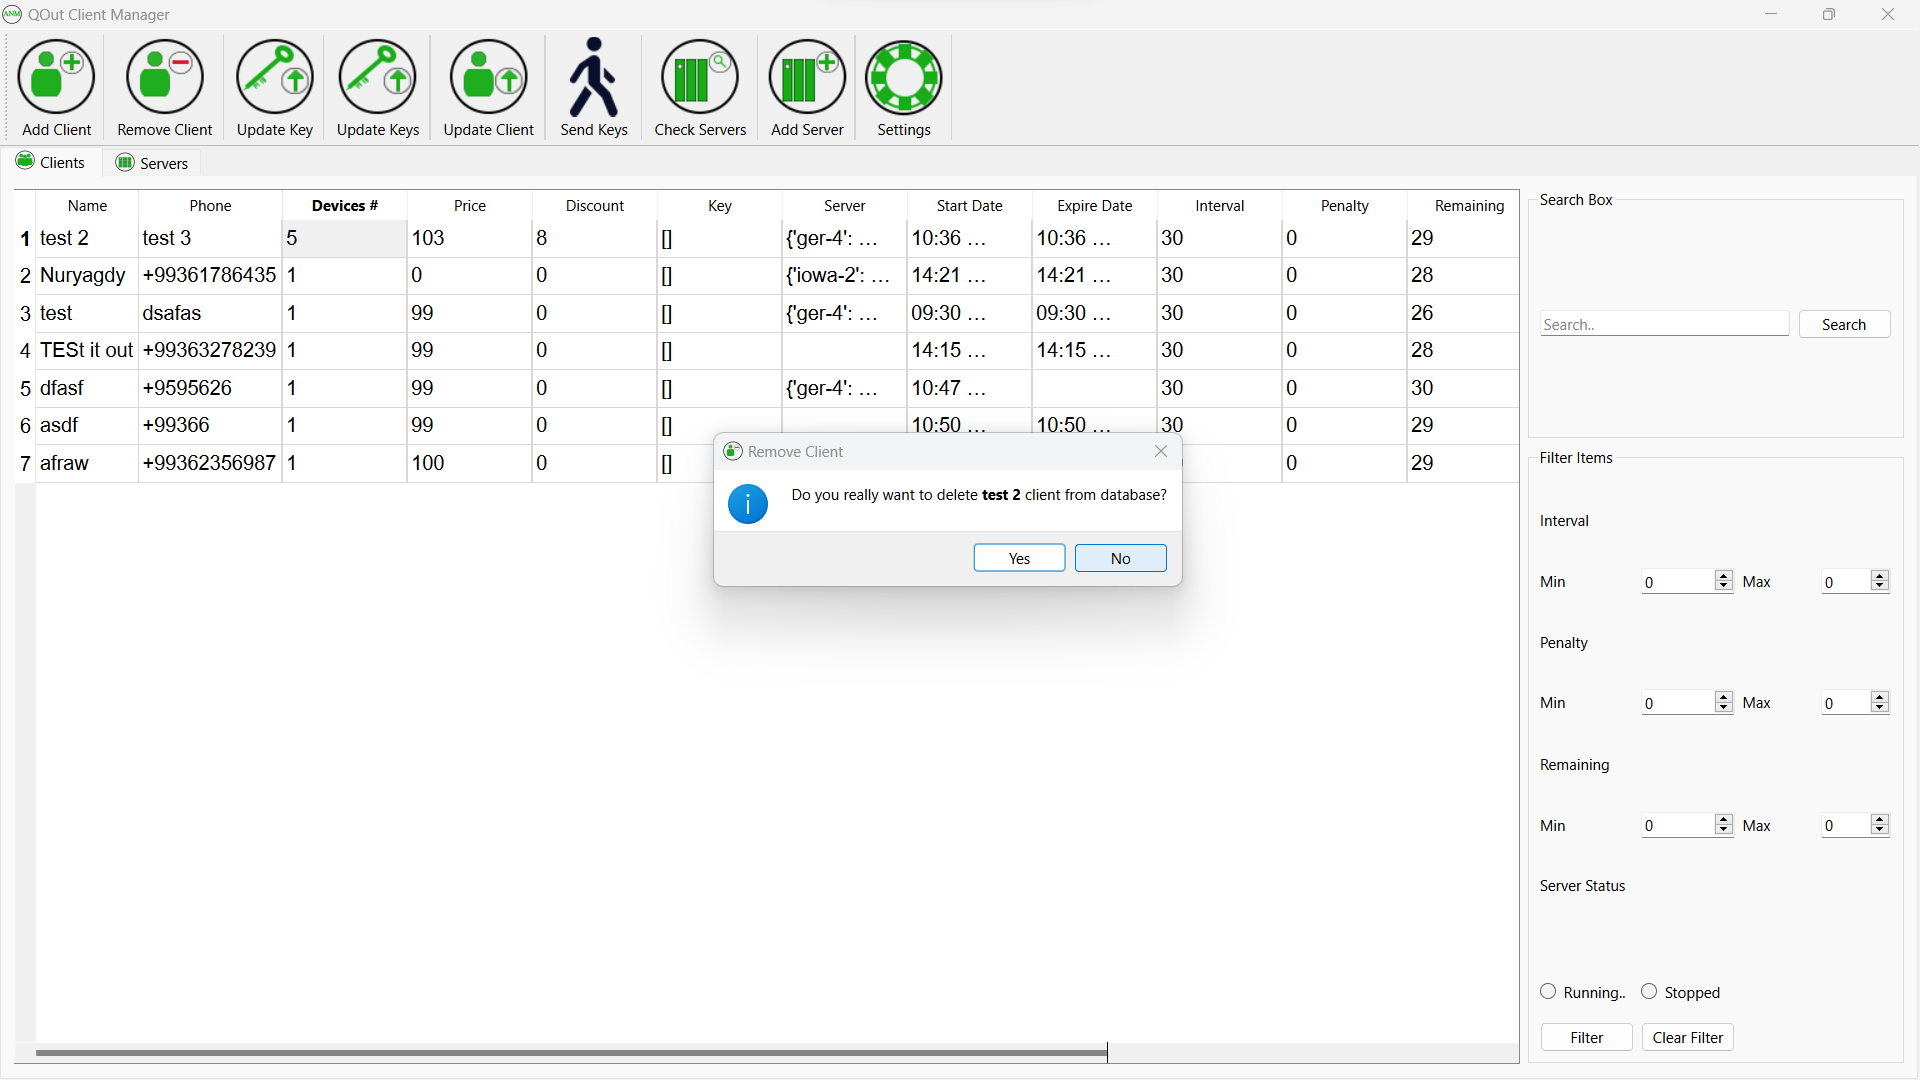 QOut Client Manager
Add Client Remove Client Update Key Update Keys Update Client Send Keys Check Servers Add Server Settings
Clients Servers
Name Phone Devices # Price Discount Key Server Start Date Expire Date Interval Penalty Remaining
1 test 2 test 3 5 103 8 [] {'ger-4': ... 10:36 ... 10:36 ... 30 0 29
2 Nuryagdy +99361786435 1 0 0 [] {'iowa-2': ... 14:21 ... 14:21 ... 30 0 28
3 test dsafas 1 99 0 [] {'ger-4': ... 09:30 ... 09:30 ... 30 0 26
4 TESt it out +99363278239 1 99 0 [] 14:15 ... 14:15 ... 30 0 28
5 dfasf +9595626 1 99 0 [] {'ger-4': ... 10:47 ... 30 0 30
6 asdf +99366 1 99 0 [] 10:50 ... 10:50 ... 30 0 29
7 afraw +99362356987 1 100 0 [] 0 29
Remove Client
Do you really want to delete test 2 client from database?
Yes No
Search Box
Search.. Search
Filter Items
Interval
Min 0 Max 0
Penalty
Min 0 Max 0
Remaining
Min 0 Max 0
Server Status
Running.. Stopped
Filter Clear Filter